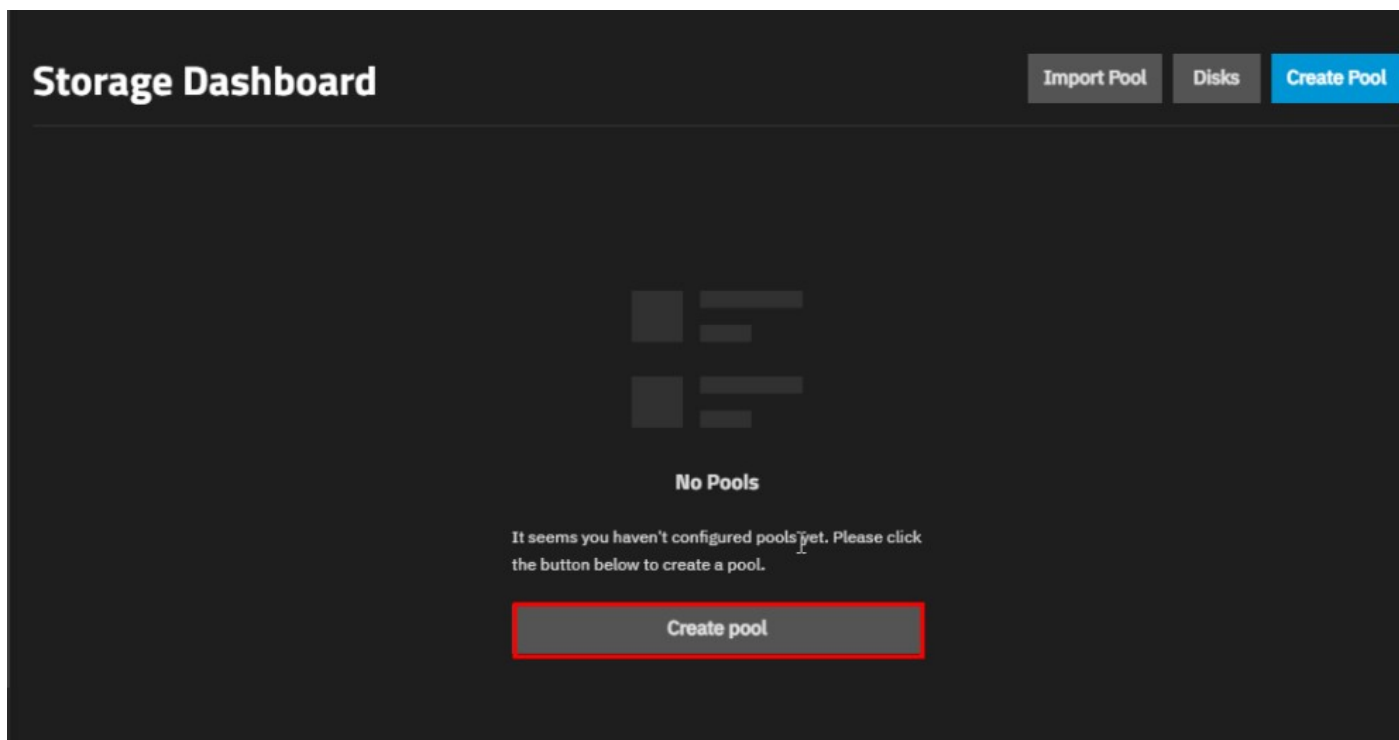 Storage Dashboard
Import Pool
Disks
Create Pool
No Pools
It seems you haven't configured pools yet. Please click
the button below to create a pool.
Create pool